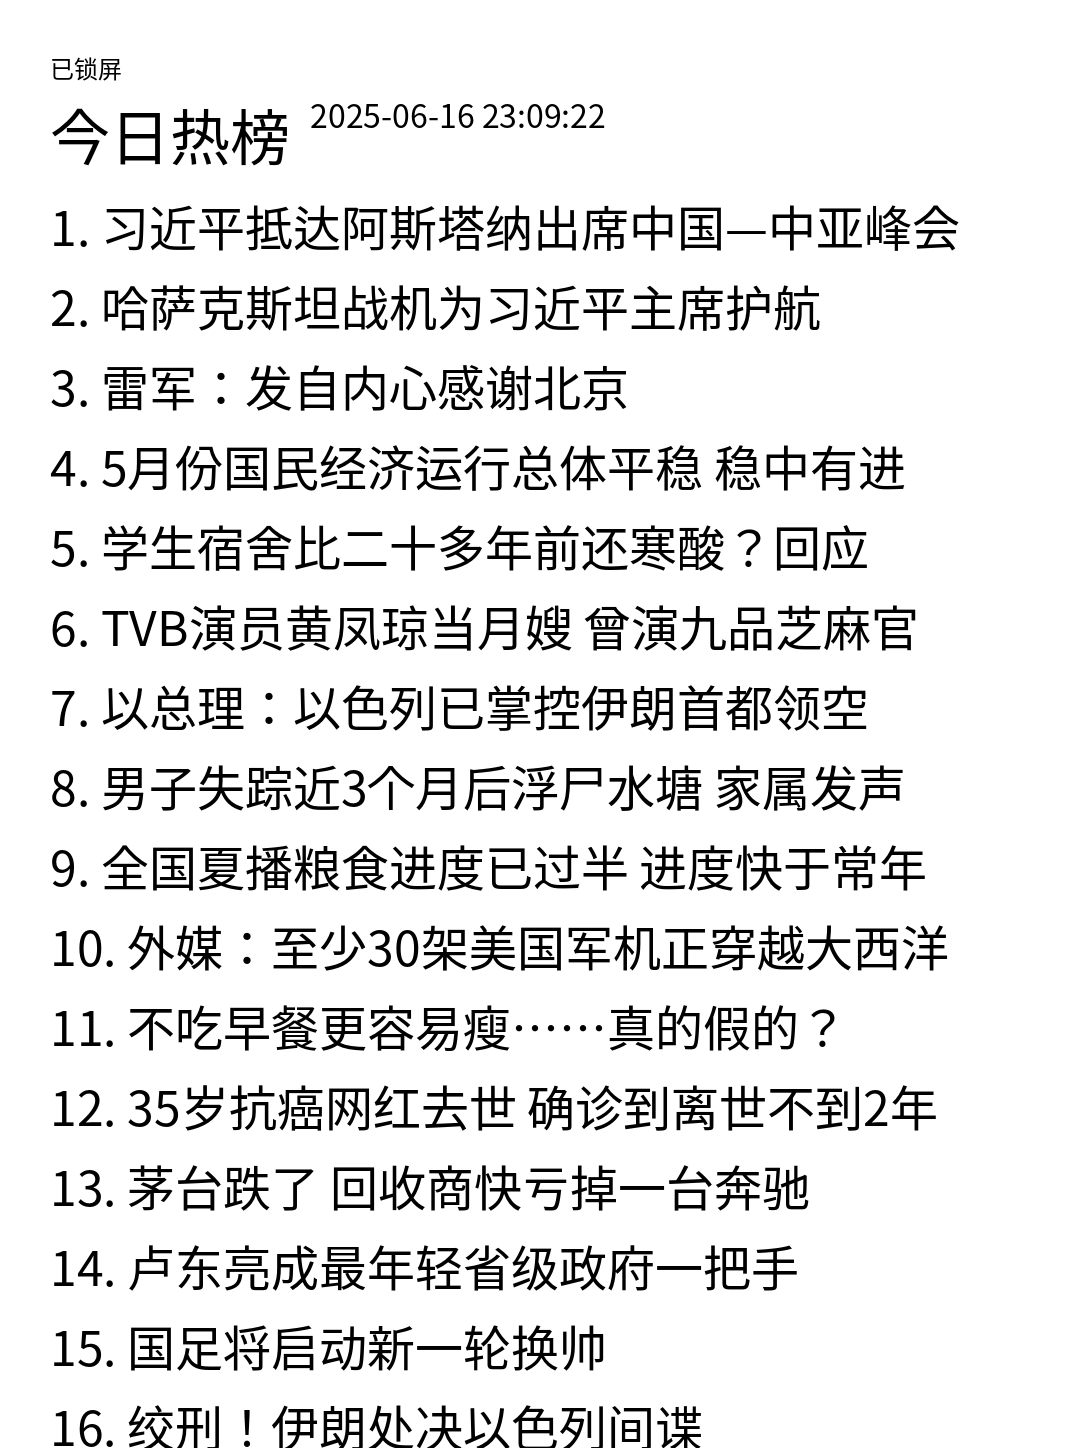 已锁屏
今日热榜 2025-06-16 23:09:22
1. 习近平抵达阿斯塔纳出席中国—中亚峰会
2. 哈萨克斯坦战机为习近平主席护航
3. 雷军：发自内心感谢北京
4. 5月份国民经济运行总体平稳 稳中有进
5. 学生宿舍比二十多年前还寒酸？回应
6. TVB演员黄凤琼当月嫂 曾演九品芝麻官
7. 以总理：以色列已掌控伊朗首都领空
8. 男子失踪近3个月后浮尸水塘 家属发声
9. 全国夏播粮食进度已过半 进度快于常年
10. 外媒：至少30架美国军机正穿越大西洋
11. 不吃早餐更容易瘦……真的假的？
12. 35岁抗癌网红去世 确诊到离世不到2年
13. 茅台跌了 回收商快亏掉一台奔驰
14. 卢东亮成最年轻省级政府一把手
15. 国足将启动新一轮换帅
16. 绞刑！伊朗处决以色列间谍